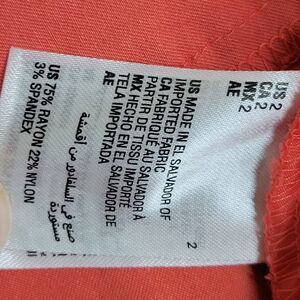 US 2
CA 2
MX 2
AE
2
US MADE IN EL SALVADOR OF
IMPORTED FABRIC
CA FABRIQUÉ AU SALVADOR À
PARTIR DE TISSU IMPORTÉ
MX HECHO EN EL SALVADOR DE
TELA IMPORTADA
AE
صنع في السلفادور من أقمشة
مستوردة
US 75% RAYON 22% NYLON
3% SPANDEX